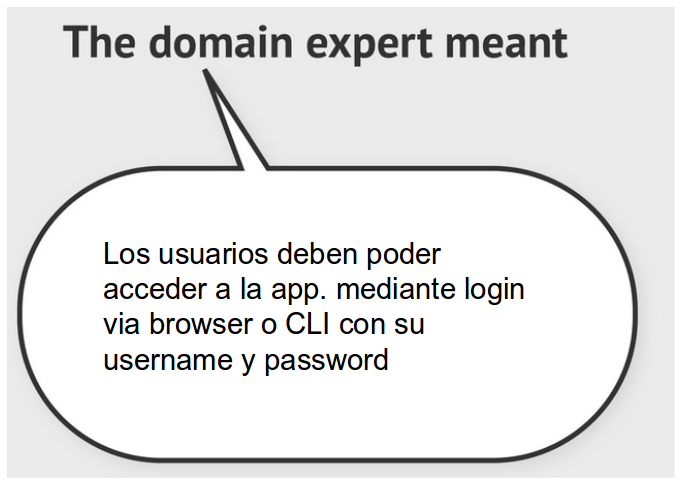 The domain expert meant
Los usuarios deben poder
acceder a la app. mediante login
via browser o CLI con su
username y password